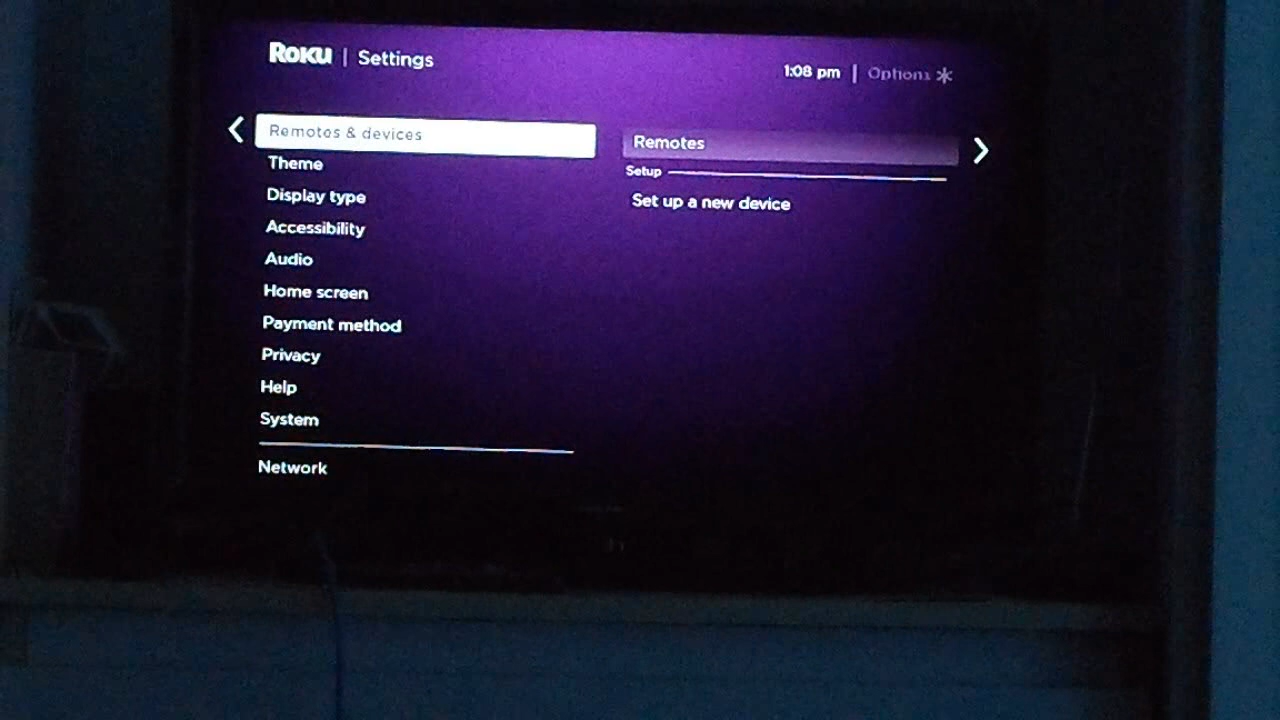 Roku | Settings
1:08 pm | Options
Remotes & devices
Theme
Display type
Accessibility
Audio
Home screen
Payment method
Privacy
Help
System
Network
Remotes
Setup
Set up a new device